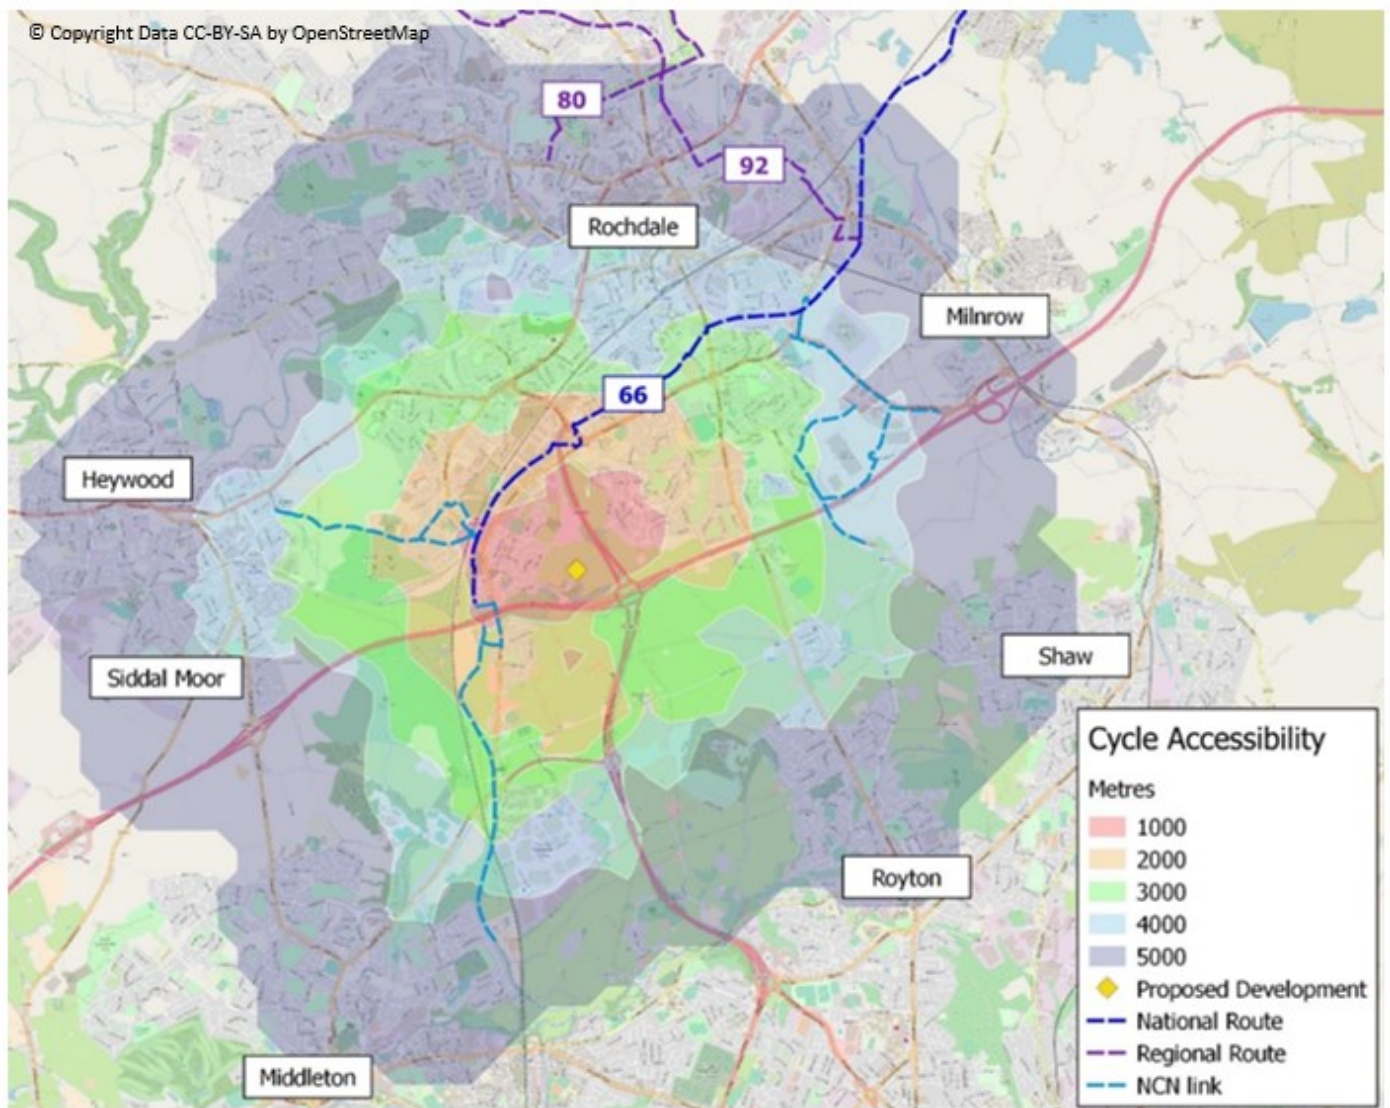 © Copyright Data CC-BY-SA by OpenStreetMap
80
92
Rochdale
Milnrow
66
Heywood
Shaw
Siddal Moor
Royton
Middleton
Cycle Accessibility
Metres
1000
2000
3000
4000
5000
Proposed Development
National Route
Regional Route
NCN link